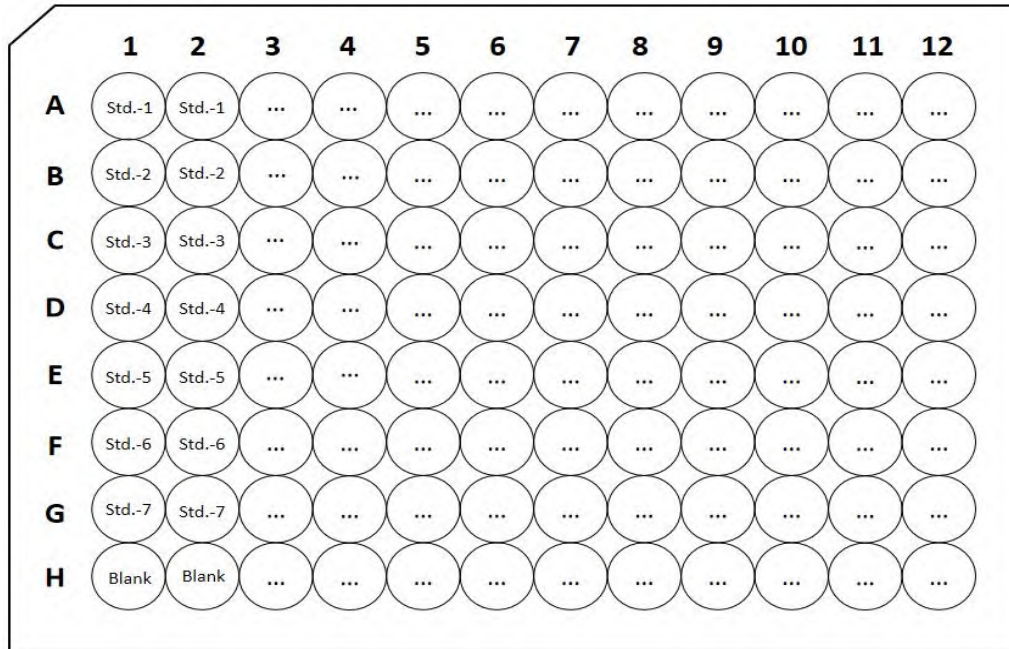 1 2 3 4 5 6 7 8 9 10 11 12
A Std.-1 Std.-1 ... ... ... ... ... ... ... ... ... ...
B Std.-2 Std.-2 ... ... ... ... ... ... ... ... ... ...
C Std.-3 Std.-3 ... ... ... ... ... ... ... ... ... ...
D Std.-4 Std.-4 ... ... ... ... ... ... ... ... ... ...
E Std.-5 Std.-5 ... ... ... ... ... ... ... ... ... ...
F Std.-6 Std.-6 ... ... ... ... ... ... ... ... ... ...
G Std.-7 Std.-7 ... ... ... ... ... ... ... ... ... ...
H Blank Blank ... ... ... ... ... ... ... ... ... ...